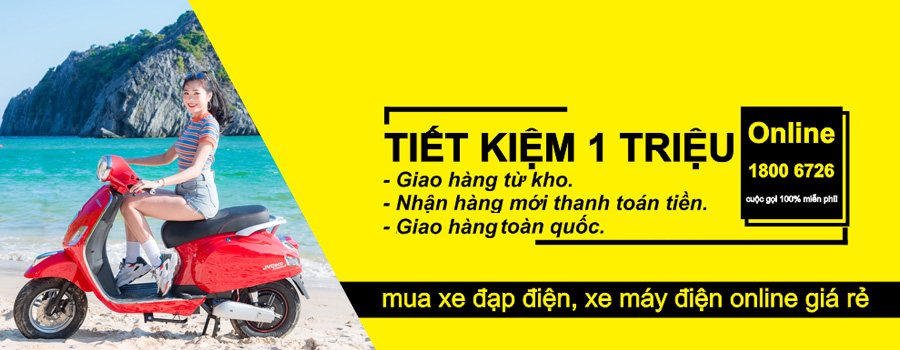 TIẾT KIỆM 1 TRIỆU
- Giao hàng từ kho.
- Nhận hàng mới thanh toán tiền.
- Giao hàng toàn quốc.
Online
1800 6726
cuộc gọi 100% miễn phí!
mua xe đạp điện, xe máy điện online giá rẻ